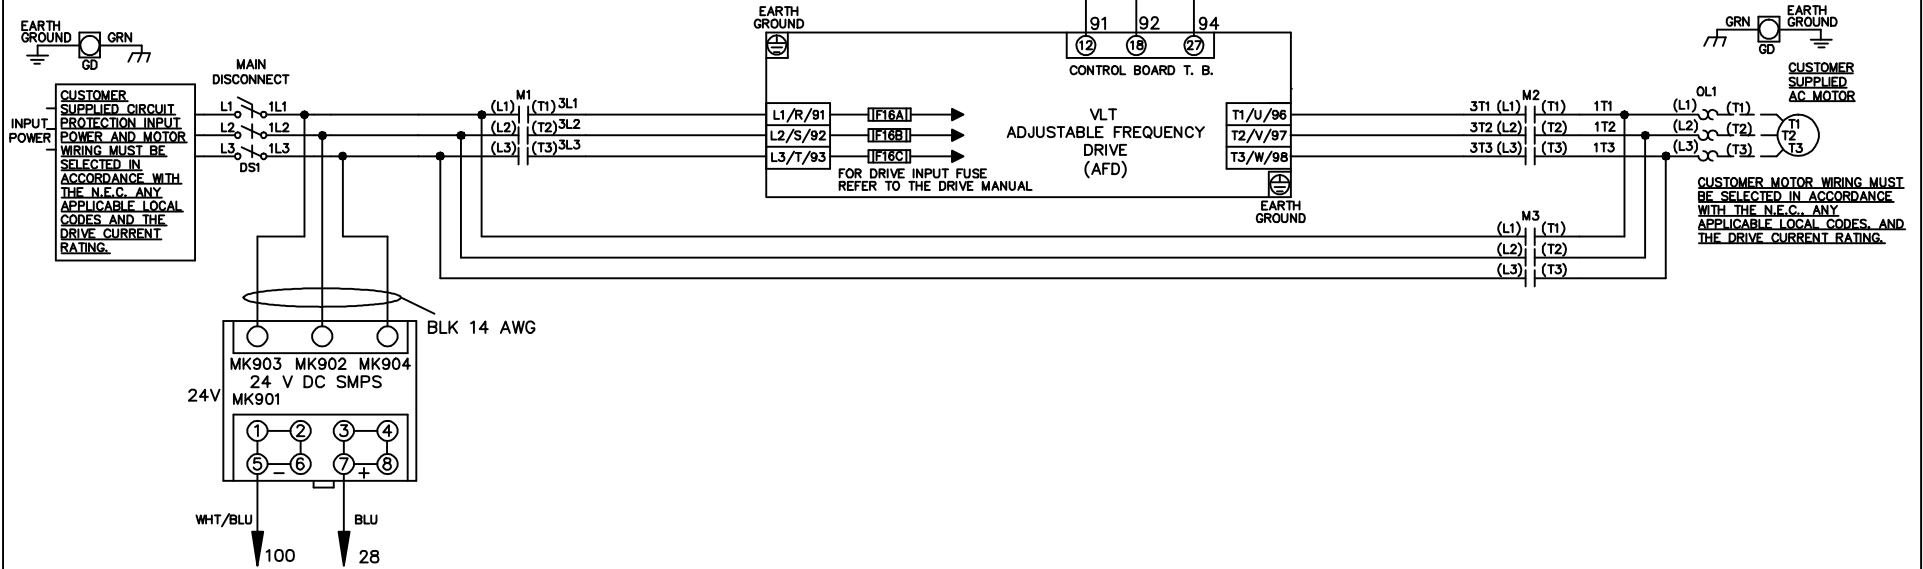 EARTH
GROUND
GRN
GD
EARTH
GROUND
91 92 94
12 18 27
CONTROL BOARD T. B.
GRN
EARTH
GROUND
GD
INPUT
POWER
CUSTOMER
SUPPLIED CIRCUIT
PROTECTION INPUT
POWER AND MOTOR
WIRING MUST BE
SELECTED IN
ACCORDANCE WITH
THE N.E.C. ANY
APPLICABLE LOCAL
CODES AND THE
DRIVE CURRENT
RATING.
MAIN
DISCONNECT
L1 1L1
L2 1L2
L3 1L3
DS1
M1
(L1) (T1) 3L1
(L2) (T2) 3L2
(L3) (T3) 3L3
L1/R/91
L2/S/92
L3/T/93
F16A
F16B
F16C
FOR DRIVE INPUT FUSE
REFER TO THE DRIVE MANUAL
VLT
ADJUSTABLE FREQUENCY
DRIVE
(AFD)
T1/U/96
T2/V/97
T3/W/98
EARTH
GROUND
M2
3T1 (L1) (T1) 1T1
3T2 (L2) (T2) 1T2
3T3 (L3) (T3) 1T3
OL1
(L1) (T1)
(L2) (T2)
(L3) (T3)
CUSTOMER
SUPPLIED
AC MOTOR
T1
T2
T3
CUSTOMER MOTOR WIRING MUST
BE SELECTED IN ACCORDANCE
WITH THE N.E.C., ANY
APPLICABLE LOCAL CODES, AND
THE DRIVE CURRENT RATING.
M3
(L1) (T1)
(L2) (T2)
(L3) (T3)
BLK 14 AWG
MK903 MK902 MK904
24 V DC SMPS
24V
MK901
1 2 3 4
5 6 7 8
- +
WHT/BLU
BLU
100
28